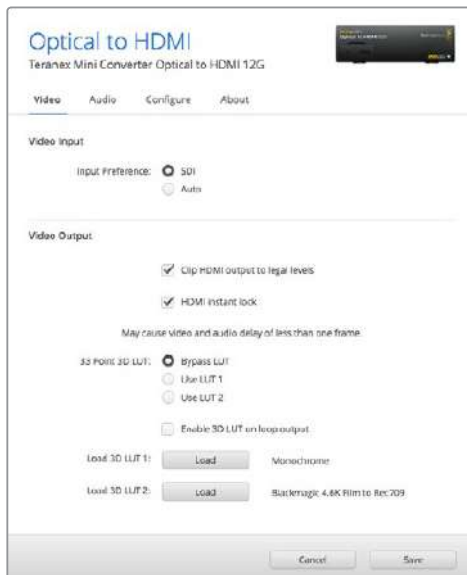 Optical to HDMI
Teranex Mini Converter Optical to HDMI 12G
Video Audio Configure About
Video Input
Input Preference: SDI
Auto
Video Output
Clip HDMI output to legal levels
HDMI instant lock
May cause video and audio delay of less than one frame.
33 Point 3D LUT: Bypass LUT
Use LUT 1
Use LUT 2
Enable 3D LUT on loop output
Load 3D LUT 1: Load Monochrome
Load 3D LUT 2: Load Blackmagic 4.6K Film to Rec709
Cancel Save